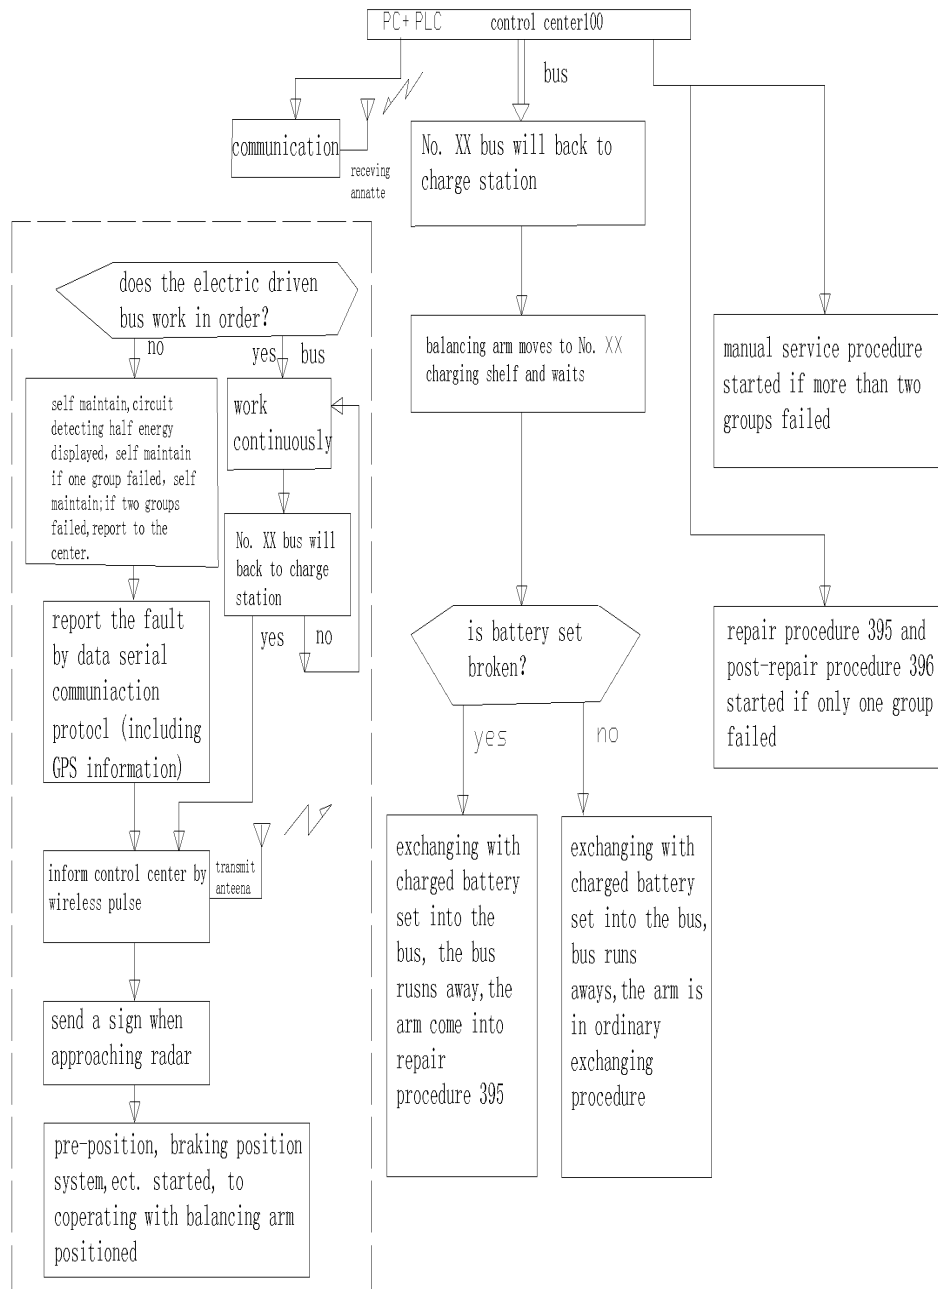 PC+ PLC control center100
bus
communication
receving
annatte
No. XX bus will back to
charge station
does the electric driven
bus work in order?
no
yes
bus
balancing arm moves to No. XX
charging shelf and waits
manual service procedure
started if more than two
groups failed
self maintain,circuit
detecting half energy
displayed, self maintain
if one group failed, self
maintain;if two groups
failed,report to the
center.
work
continuously
No. XX bus will
back to charge
station
yes
no
report the fault
by data serial
communiaction
protocl (including
GPS information)
is battery set
broken?
yes
no
repair procedure 395 and
post-repair procedure 396
started if only one group
failed
inform control center by
wireless pulse
transmit
anteena
exchanging with
charged battery
set into the
bus, the bus
rusns away,the
arm come into
repair
procedure 395
exchanging with
charged battery
set into the bus,
bus runs
aways,the arm is
in ordinary
exchanging
procedure
send a sign when
approaching radar
pre-position, braking position
system,ect. started, to
coperating with balancing arm
positioned